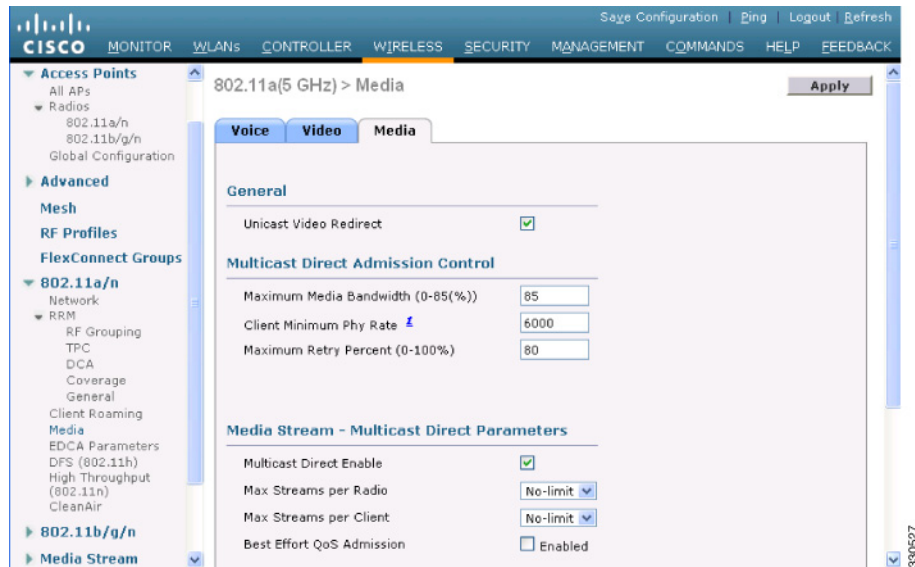 Save Configuration | Ping | Logout | Refresh
CISCO MONITOR WLANs CONTROLLER WIRELESS SECURITY MANAGEMENT COMMANDS HELP FEEDBACK
Access Points
All APs
Radios
802.11a/n
802.11b/g/n
Global Configuration
Advanced
Mesh
RF Profiles
FlexConnect Groups
802.11a/n
Network
RRM
RF Grouping
TPC
DCA
Coverage
General
Client Roaming
Media
EDCA Parameters
DFS (802.11h)
High Throughput
(802.11n)
CleanAir
802.11b/g/n
Media Stream
802.11a(5 GHz) > Media
Apply
Voice Video Media
General
Unicast Video Redirect
Multicast Direct Admission Control
Maximum Media Bandwidth (0-85(%)) 85
Client Minimum Phy Rate 1 6000
Maximum Retry Percent (0-100%) 80
Media Stream - Multicast Direct Parameters
Multicast Direct Enable
Max Streams per Radio No-limit
Max Streams per Client No-limit
Best Effort QoS Admission Enabled
330527